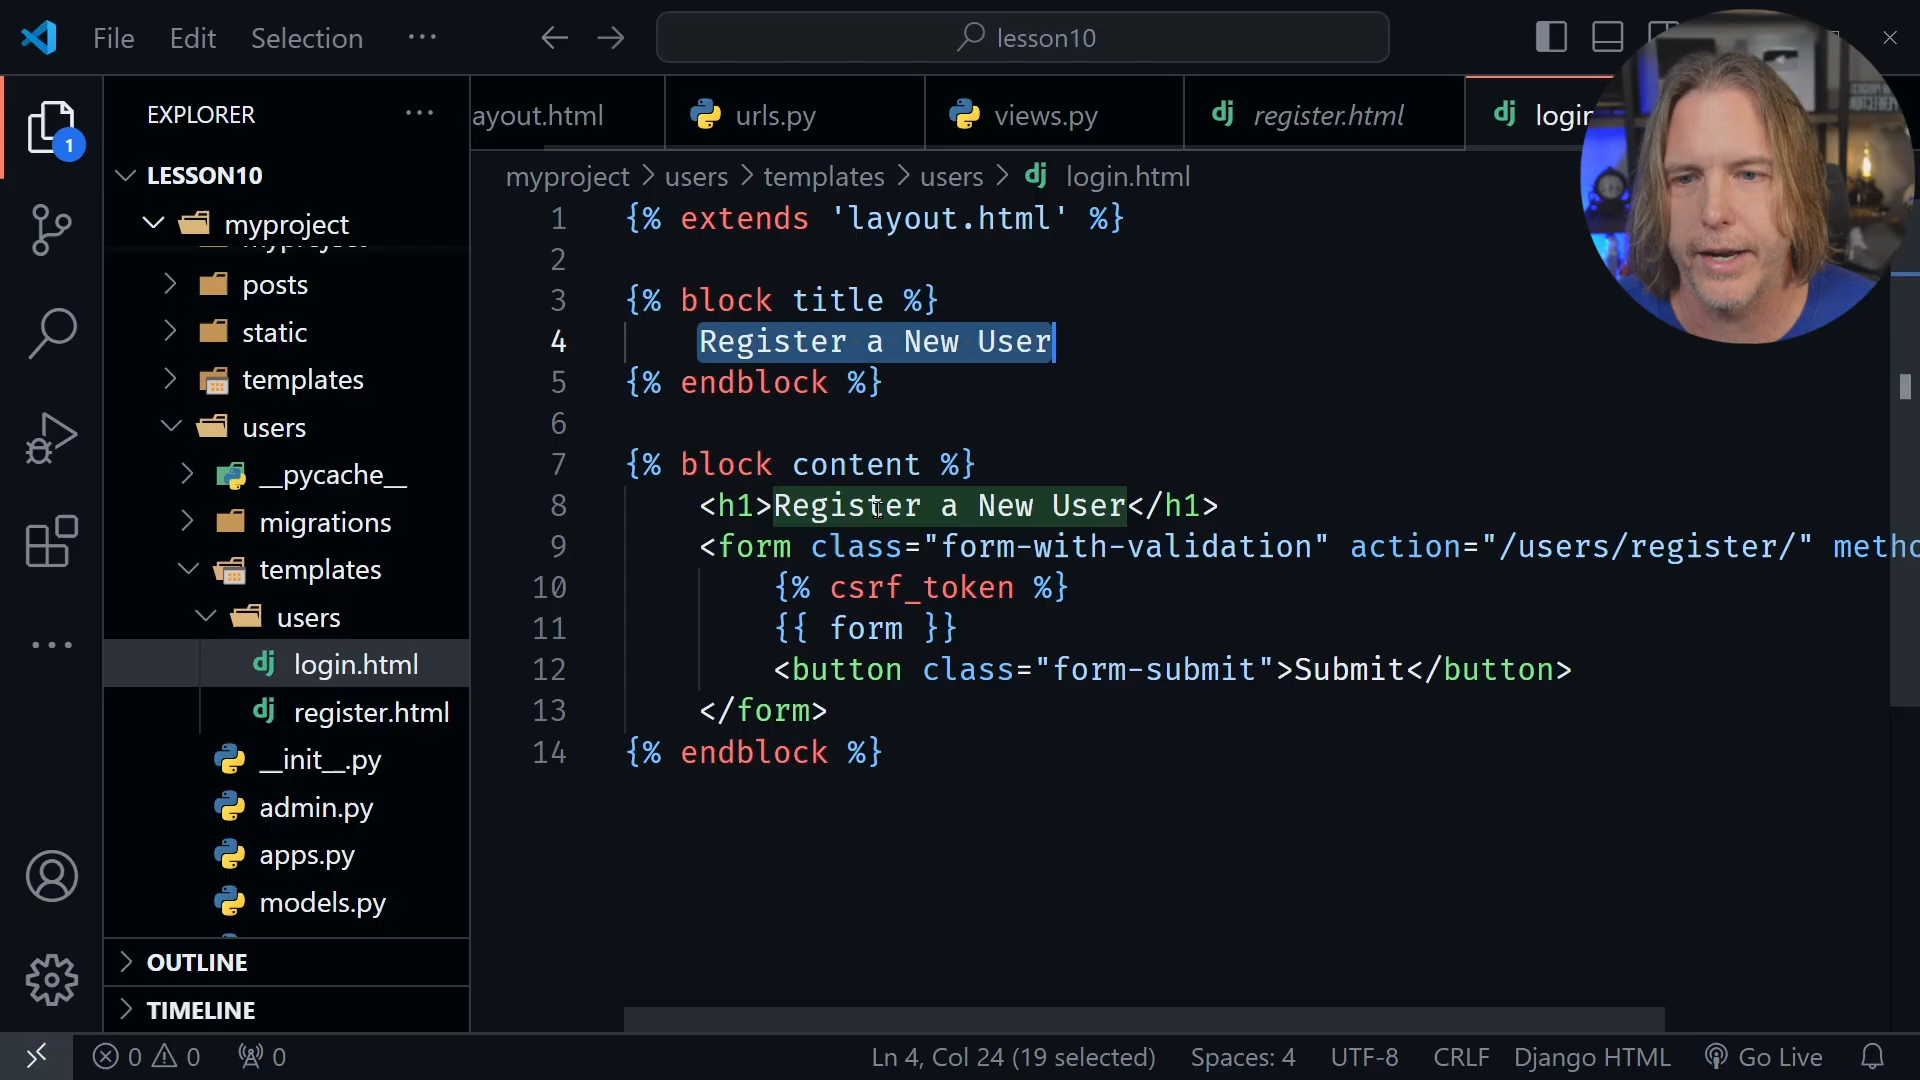 File Edit Selection ... lesson10
EXPLORER ...
ayout.html urls.py views.py register.html login
LESSON10
myproject > users > templates > users > login.html
myproject
posts
static
templates
users
__pycache__
migrations
templates
users
login.html
register.html
__init__.py
admin.py
apps.py
models.py
OUTLINE
TIMELINE
1 {% extends 'layout.html' %}
2
3 {% block title %}
4 Register a New User
5 {% endblock %}
6
7 {% block content %}
8 <h1>Register a New User</h1>
9 <form class="form-with-validation" action="/users/register/" metho
10 {% csrf_token %}
11 {{ form }}
12 <button class="form-submit">Submit</button>
13 </form>
14 {% endblock %}
1
0 0 0 Ln 4, Col 24 (19 selected) Spaces: 4 UTF-8 CRLF Django HTML Go Live